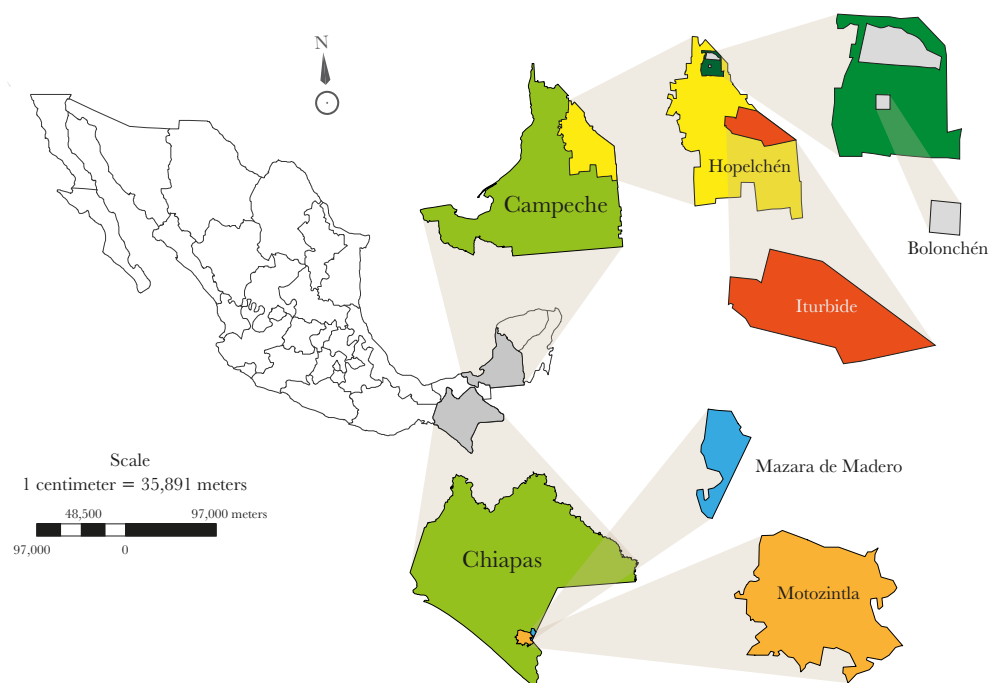 N
Campeche
Hopelchén
Bolonchén
Iturbide
Scale
1 centimeter = 35,891 meters
48,500
97,000 meters
97,000
0
Mazara de Madero
Chiapas
Motozintla